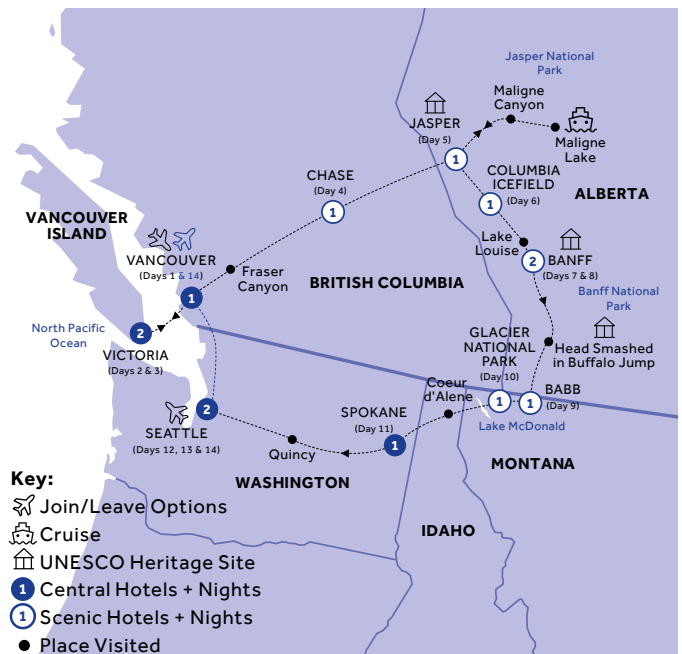 Jasper National
Park
Maligne
Canyon
JASPER
(Day 5)
1
Maligne
Lake
CHASE
(Day 4)
1
COLUMBIA
ICEFIELD
(Day 6)
1
ALBERTA
VANCOUVER
ISLAND
VANCOUVER
(Days 1 & 14)
1
Fraser
Canyon
BRITISH COLUMBIA
Lake
Louise
2
BANFF
(Days 7 & 8)
Banff National
Park
North Pacific
Ocean
2
VICTORIA
(Days 2 & 3)
GLACIER
NATIONAL
PARK
(Day 10)
1
Head Smashed
in Buffalo Jump
1
BABB
(Day 9)
Coeur
d'Alene
Lake McDonald
2
SEATTLE
(Days 12, 13 & 14)
SPOKANE
(Day 11)
1
Quincy
WASHINGTON
MONTANA
IDAHO
Key:
Join/Leave Options
Cruise
UNESCO Heritage Site
1 Central Hotels + Nights
1 Scenic Hotels + Nights
Place Visited